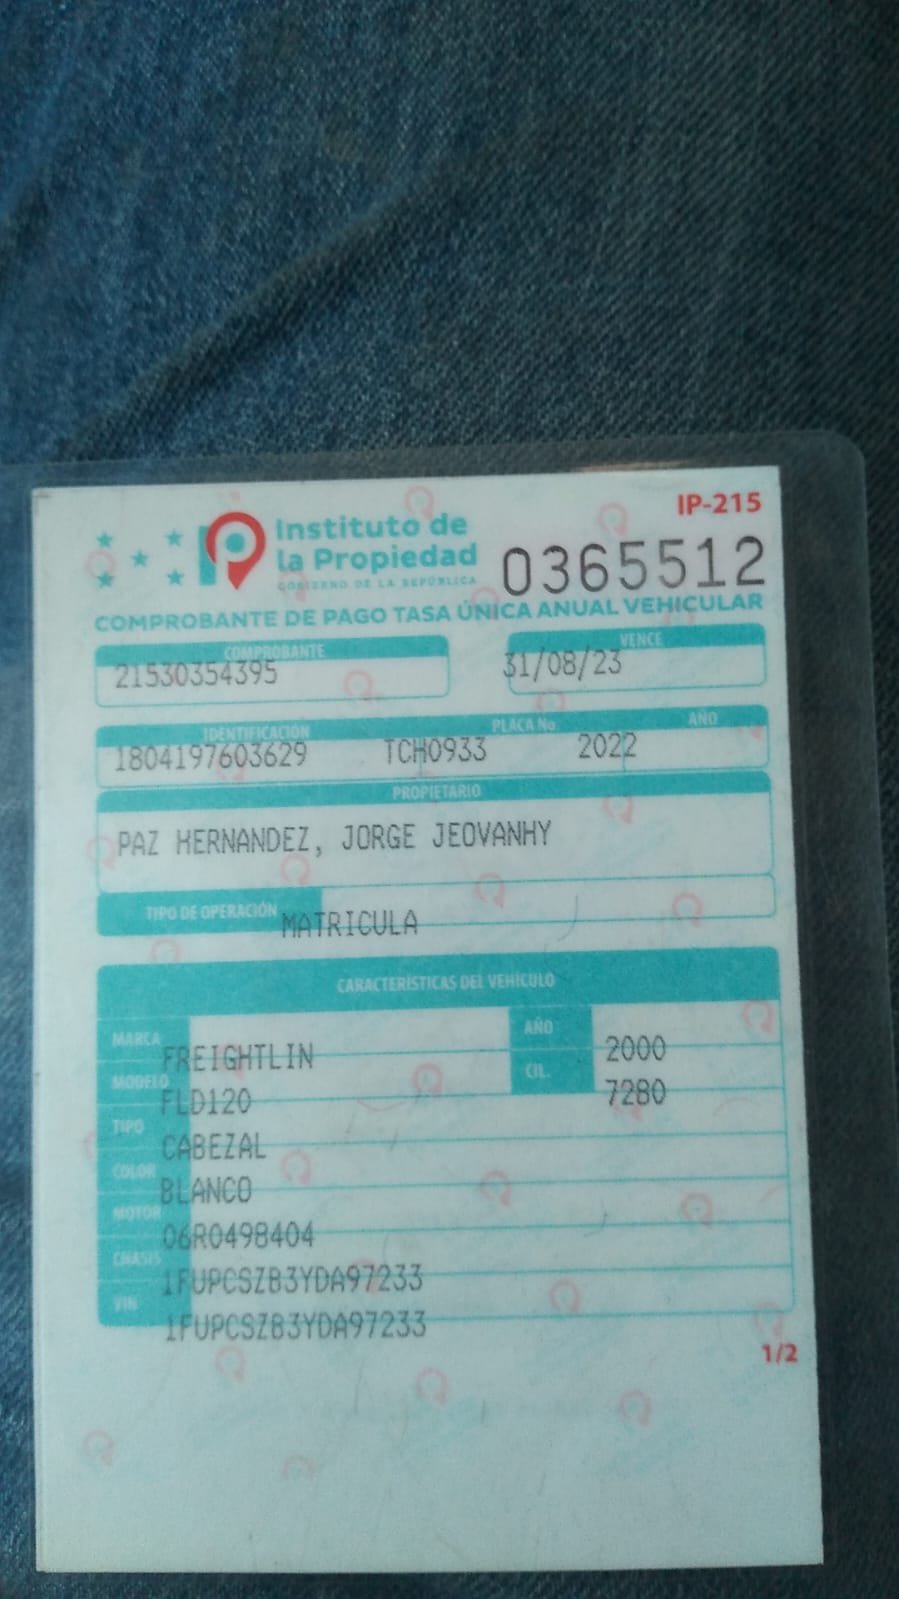 IP-215
Instituto de
la Propiedad
GOBIERNO DE LA REPÚBLICA
0365512
COMPROBANTE DE PAGO TASA ÚNICA ANUAL VEHICULAR
COMPROBANTE VENCE
21530354395 31/08/23
IDENTIFICACIÓN PLACA No. AÑO
1804197603629 TCH0933 2022
PROPIETARIO
PAZ HERNANDEZ, JORGE JEOVANHY
TIPO DE OPERACIÓN MATRICULA
CARACTERÍSTICAS DEL VEHÍCULO
MARCA FREIGHTLIN AÑO 2000
MODELO FLD120 CIL. 7280
TIPO CABEZAL
COLOR BLANCO
MOTOR 06R0498404
CHASIS 1FUPCSZB3YDA97233
VIN 1FUPCSZB3YDA97233
1/2